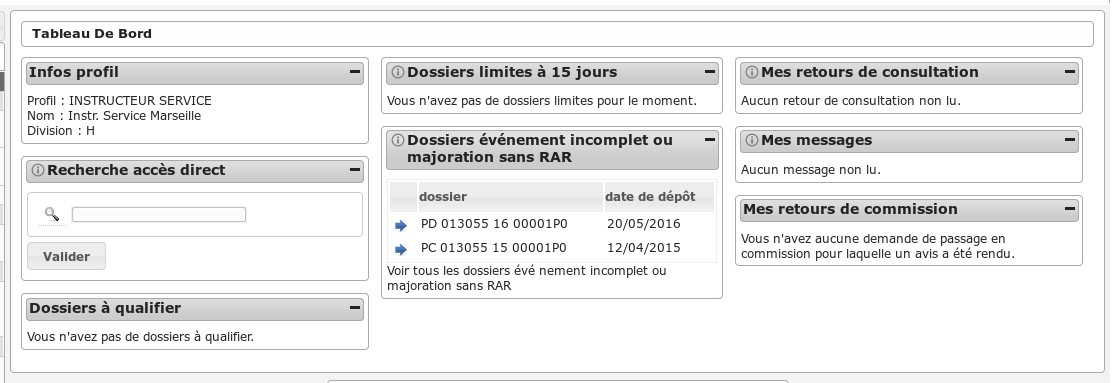 Tableau De Bord
Infos profil
Profil : INSTRUCTEUR SERVICE
Nom : Instr. Service Marseille
Division : H
Recherche accès direct
Valider
Dossiers à qualifier
Vous n'avez pas de dossiers à qualifier.
Dossiers limites à 15 jours
Vous n'avez pas de dossiers limites pour le moment.
Dossiers événement incomplet ou
majoration sans RAR
dossier date de dépôt
PD 013055 16 00001P0 20/05/2016
PC 013055 15 00001P0 12/04/2015
Voir tous les dossiers évé nement incomplet ou
majoration sans RAR
Mes retours de consultation
Aucun retour de consultation non lu.
Mes messages
Aucun message non lu.
Mes retours de commission
Vous n'avez aucune demande de passage en
commission pour laquelle un avis a été rendu.